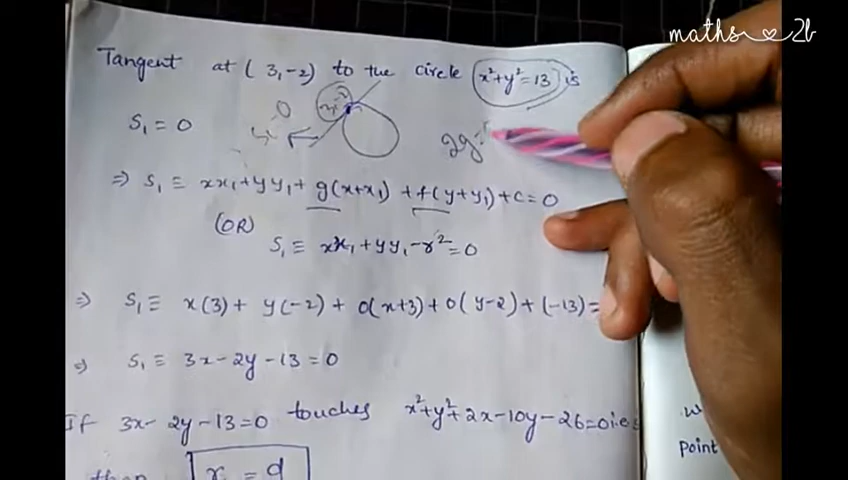 maths 2b
Tangent at (3,-2) to the circle x²+y²=13 is
S₁ = 0
⇒ S₁ ≡ xx₁+yy₁+ g(x+x₁) + f(y+y₁)+c=0
(OR)
S₁ ≡ xx₁ + yy₁ - r² = 0
⇒ S₁ ≡ x(3) + y(-2) + 0(x+3) + 0(y-2) + (-13) =
⇒ S₁ ≡ 3x - 2y - 13 = 0
If 3x - 2y - 13 = 0 touches x²+y²+2x-10y-26=0 i.e
then r = d
Point